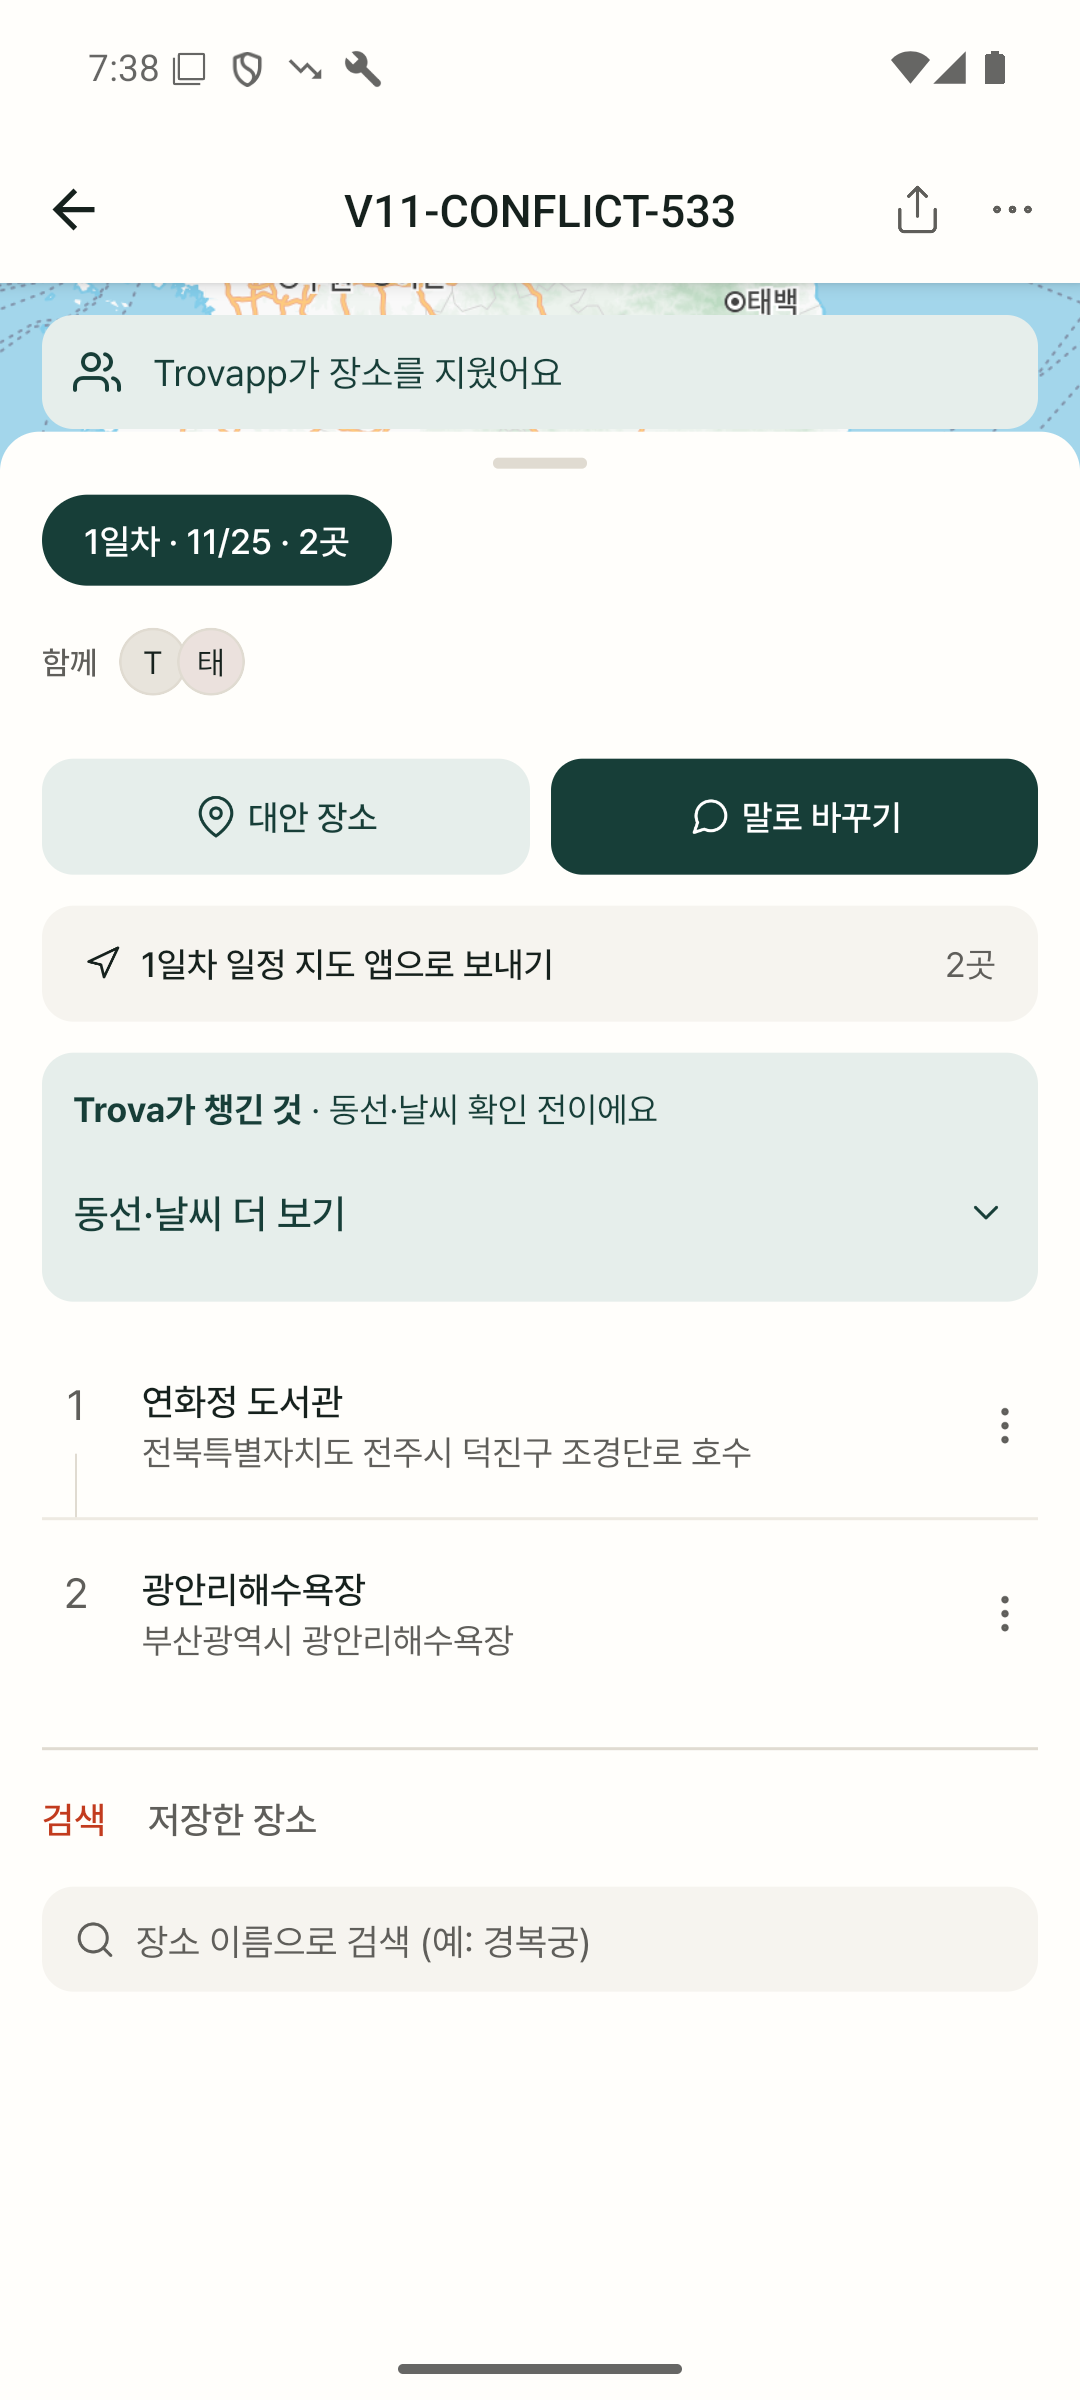 7:38
V11-CONFLICT-533
태백
Trovapp가 장소를 지웠어요
1일차 · 11/25 · 2곳
함께 T 태
대안 장소
말로 바꾸기
1일차 일정 지도 앱으로 보내기 2곳
Trova가 챙긴 것 · 동선·날씨 확인 전이에요
동선·날씨 더 보기
1 연화정 도서관
전북특별자치도 전주시 덕진구 조경단로 호수
2 광안리해수욕장
부산광역시 광안리해수욕장
검색 저장한 장소
장소 이름으로 검색 (예: 경복궁)